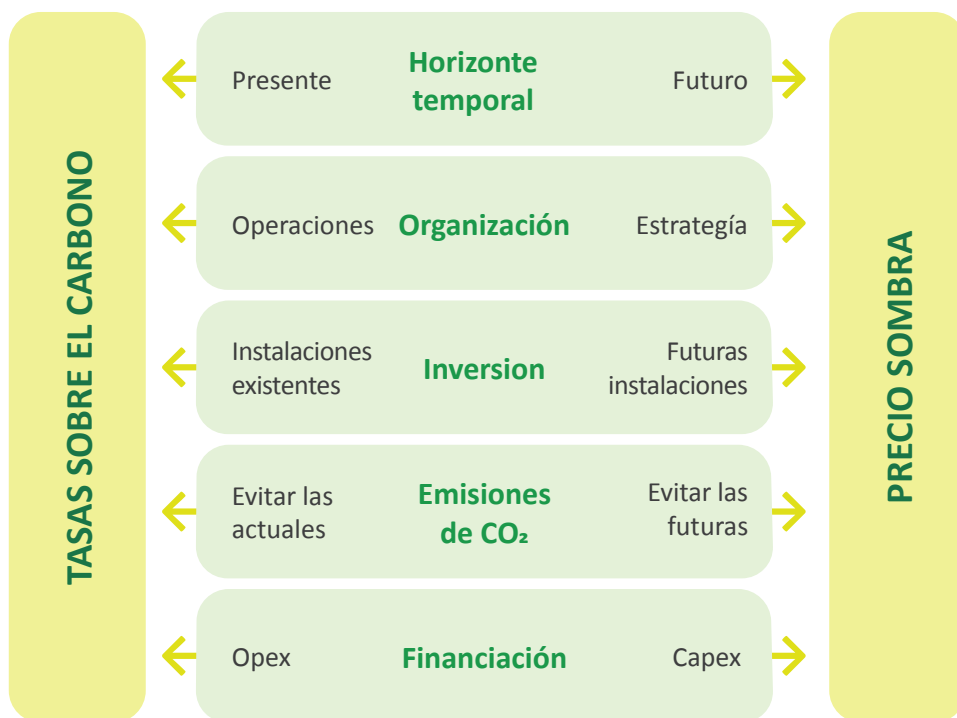 TASAS SOBRE EL CARBONO
Presente
Horizonte
temporal
Futuro
Operaciones
Organización
Estrategía
Instalaciones
existentes
Inversion
Futuras
instalaciones
Evitar las
actuales
Emisiones
de CO₂
Evitar las
futuras
Opex
Financiación
Capex
PRECIO SOMBRA